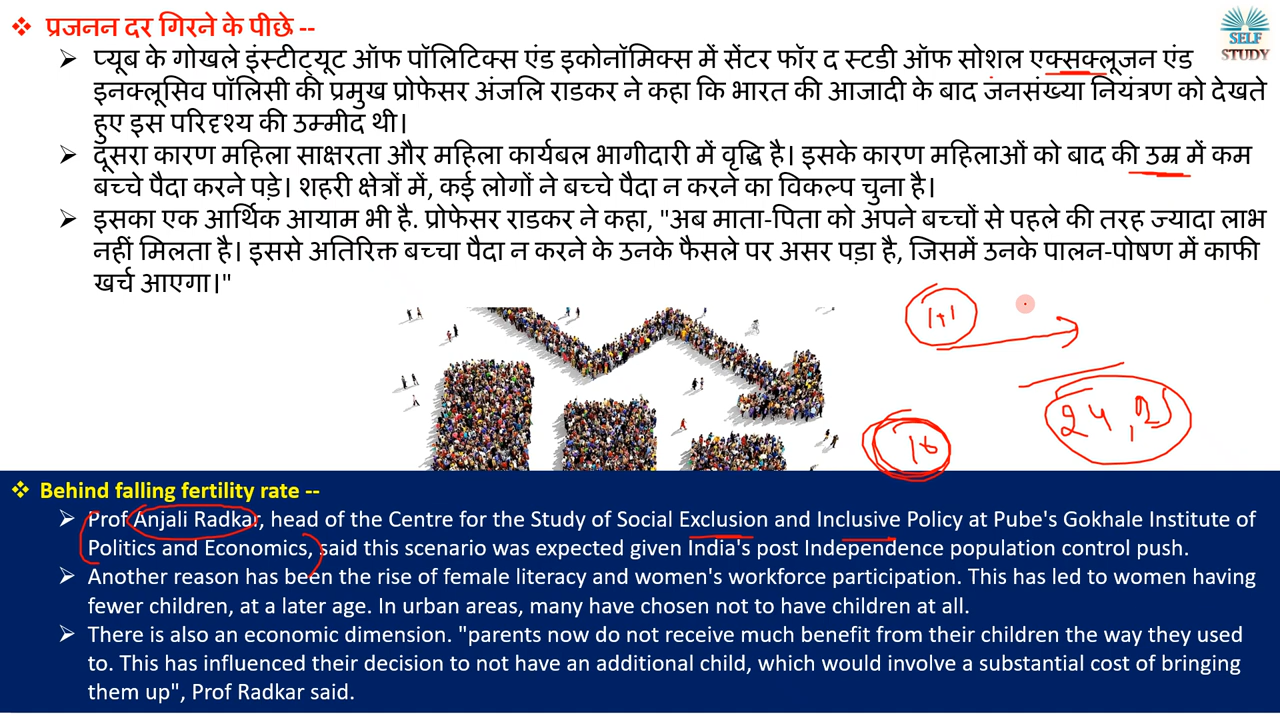 ❖ प्रजनन दर गिरने के पीछे --
SELF
STUDY
➢ प्यूब के गोखले इंस्टीट्यूट ऑफ पॉलिटिक्स एंड इकोनॉमिक्स में सेंटर फॉर द स्टडी ऑफ सोशल एक्सक्लूजन एंड
इनक्लूसिव पॉलिसी की प्रमुख प्रोफेसर अंजलि राडकर ने कहा कि भारत की आजादी के बाद जनसंख्या नियंत्रण को देखते
हुए इस परिदृश्य की उम्मीद थी।
➢ दूसरा कारण महिला साक्षरता और महिला कार्यबल भागीदारी में वृद्धि है। इसके कारण महिलाओं को बाद की उम्र में कम
बच्चे पैदा करने पड़े। शहरी क्षेत्रों में, कई लोगों ने बच्चे पैदा न करने का विकल्प चुना है।
➢ इसका एक आर्थिक आयाम भी है. प्रोफेसर राडकर ने कहा, "अब माता-पिता को अपने बच्चों से पहले की तरह ज्यादा लाभ
नहीं मिलता है। इससे अतिरिक्त बच्चा पैदा न करने के उनके फैसले पर असर पड़ा है, जिसमें उनके पालन-पोषण में काफी
खर्च आएगा।"
1+1
❖ Behind falling fertility rate --
➢ Prof Anjali Radkar, head of the Centre for the Study of Social Exclusion and Inclusive Policy at Pube's Gokhale Institute of
Politics and Economics, said this scenario was expected given India's post Independence population control push.
➢ Another reason has been the rise of female literacy and women's workforce participation. This has led to women having
fewer children, at a later age. In urban areas, many have chosen not to have children at all.
➢ There is also an economic dimension. "parents now do not receive much benefit from their children the way they used
to. This has influenced their decision to not have an additional child, which would involve a substantial cost of bringing
them up", Prof Radkar said.